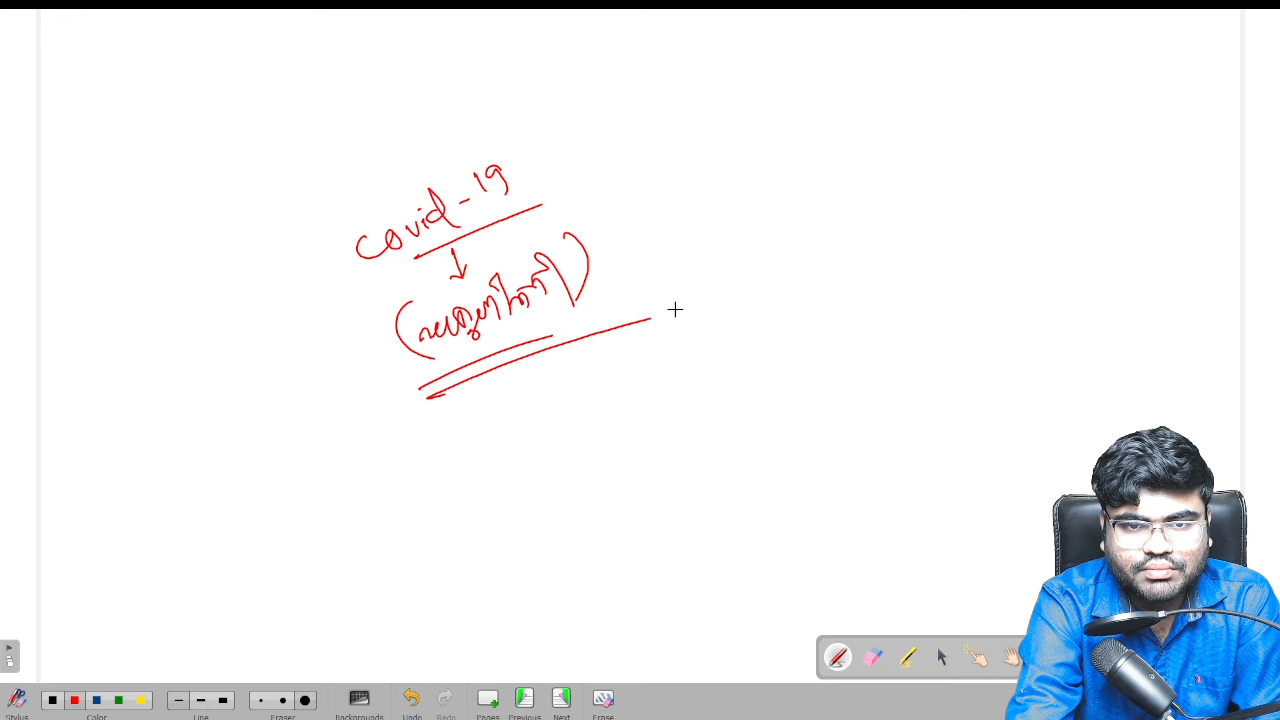 Covid-19
Stylus
Color
Line
Eraser
Backgrounds
Undo
Redo
Pages
Previous
Next
Erase